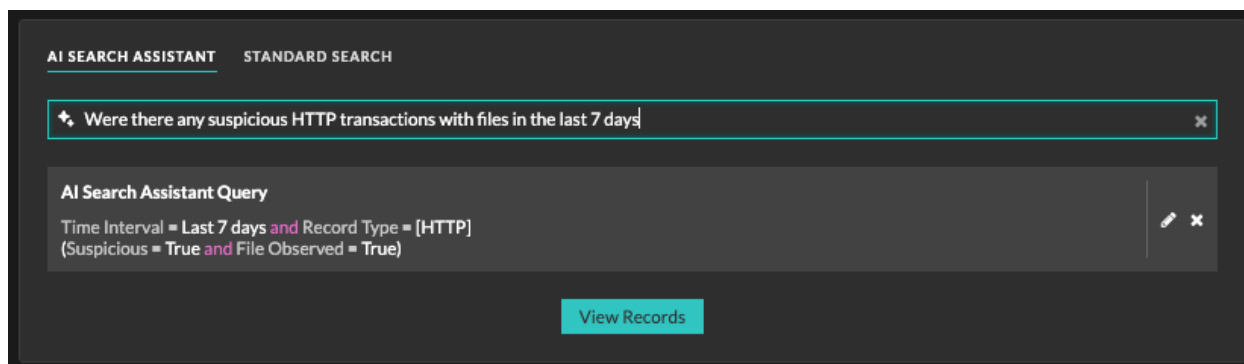 AI SEARCH ASSISTANT STANDARD SEARCH
Were there any suspicious HTTP transactions with files in the last 7 days
AI Search Assistant Query
Time Interval = Last 7 days and Record Type = [HTTP]
(Suspicious = True and File Observed = True)
View Records